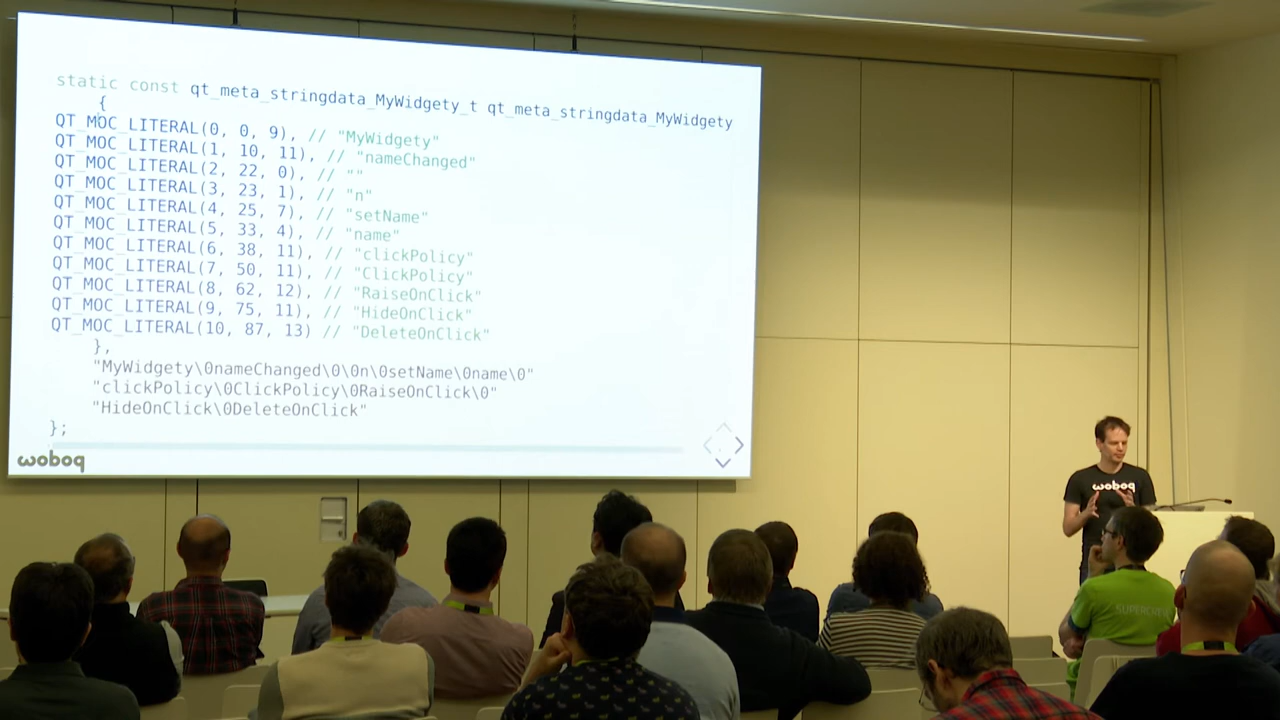 static const qt_meta_stringdata_MyWidgety_t qt_meta_stringdata_MyWidgety
{
QT_MOC_LITERAL(0, 0, 9), // "MyWidgety"
QT_MOC_LITERAL(1, 10, 11), // "nameChanged"
QT_MOC_LITERAL(2, 22, 0), // ""
QT_MOC_LITERAL(3, 23, 1), // "n"
QT_MOC_LITERAL(4, 25, 7), // "setName"
QT_MOC_LITERAL(5, 33, 4), // "name"
QT_MOC_LITERAL(6, 38, 11), // "clickPolicy"
QT_MOC_LITERAL(7, 50, 11), // "ClickPolicy"
QT_MOC_LITERAL(8, 62, 12), // "RaiseOnClick"
QT_MOC_LITERAL(9, 75, 11), // "HideOnClick"
QT_MOC_LITERAL(10, 87, 13) // "DeleteOnClick"
},
"MyWidgety\0nameChanged\0\0n\0setName\0name\0"
"clickPolicy\0ClickPolicy\0RaiseOnClick\0"
"HideOnClick\0DeleteOnClick"
};
woboq
woboq